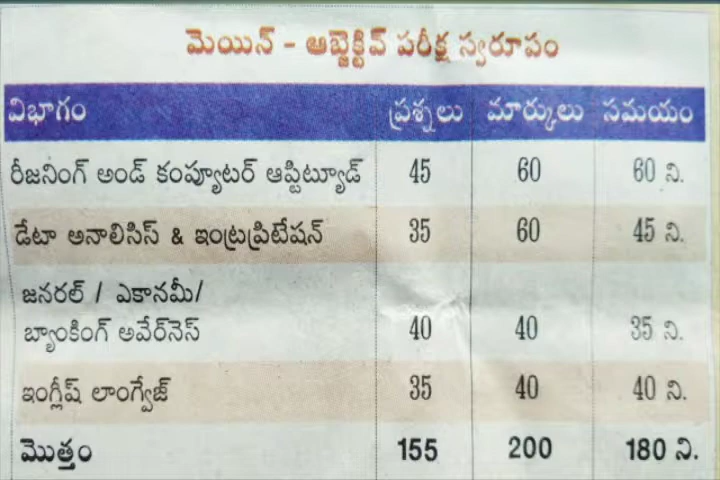 మెయిన్ - ఆబ్జెక్టివ్ పరీక్ష స్వరూపం
విభాగం ప్రశ్నలు మార్కులు సమయం
రీజనింగ్ అండ్ కంప్యూటర్ ఆప్టిట్యూడ్ 45 60 60 ని.
డేటా అనాలిసిస్ & ఇంట్రప్రిటేషన్ 35 60 45 ని.
జనరల్ / ఎకానమీ/
బ్యాంకింగ్ అవేర్‌నెస్ 40 40 35 ని.
ఇంగ్లీష్ లాంగ్వేజ్ 35 40 40 ని.
మొత్తం 155 200 180 ని.